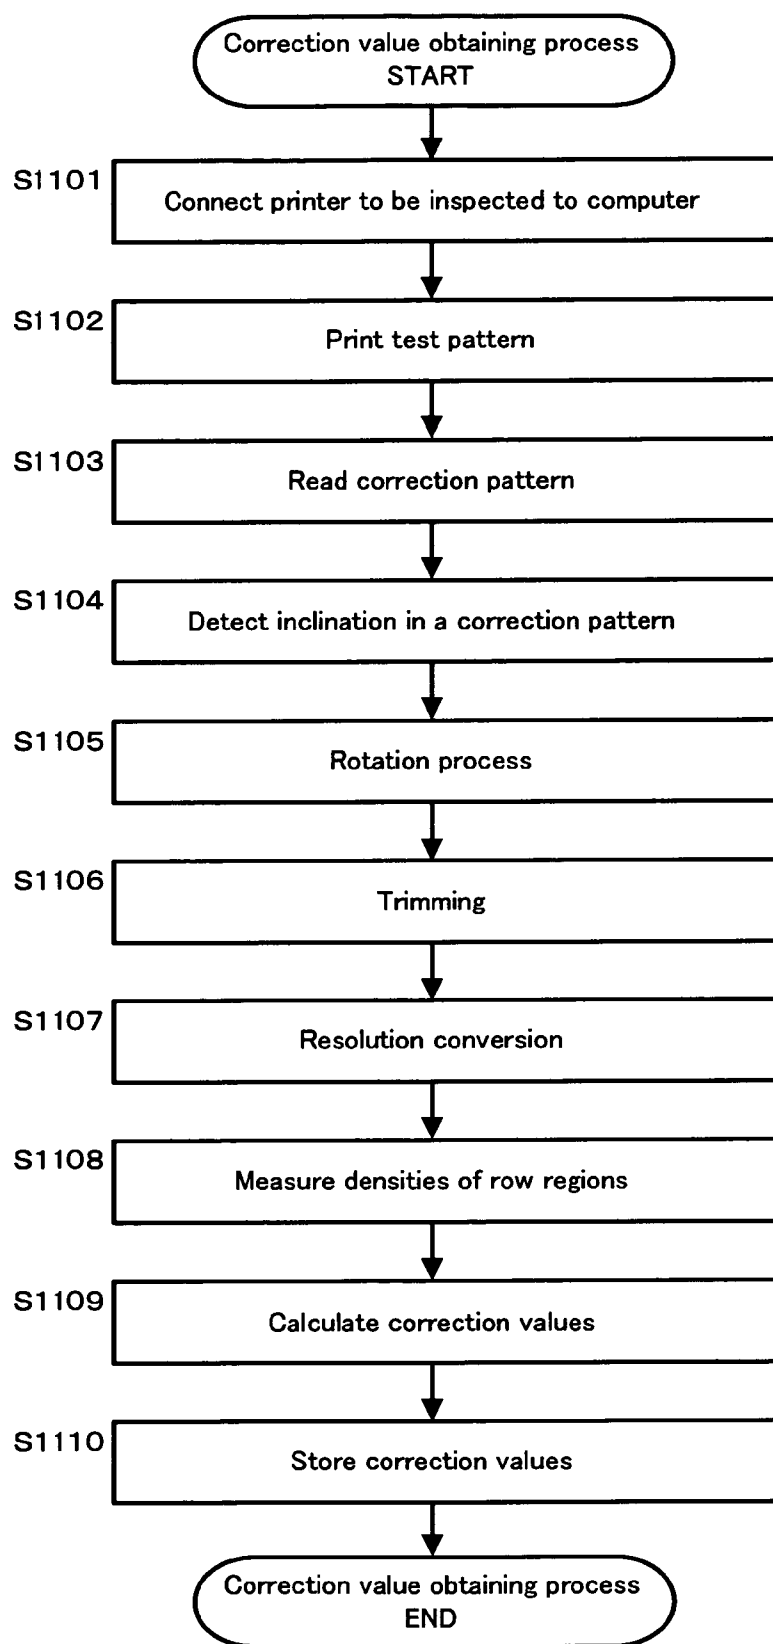 Correction value obtaining process
START
S1101
Connect printer to be inspected to computer
S1102
Print test pattern
S1103
Read correction pattern
S1104
Detect inclination in a correction pattern
S1105
Rotation process
S1106
Trimming
S1107
Resolution conversion
S1108
Measure densities of row regions
S1109
Calculate correction values
S1110
Store correction values
Correction value obtaining process
END